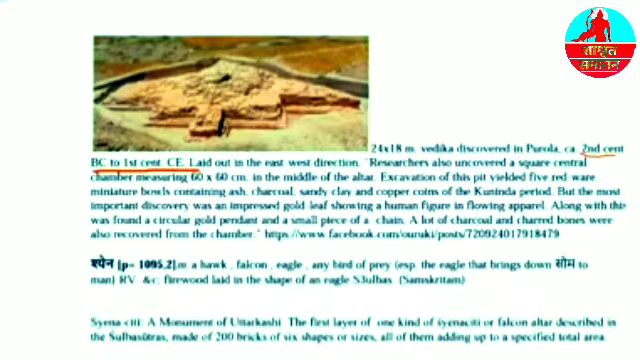 शाश्वत
सनातन
24x18 m. vedika discovered in Purola, ca. 2nd cent
BC to 1st cent. CE. Laid out in the east west direction. "Researchers also uncovered a square central
chamber measuring 60 x 60 cm. in the middle of the altar. Excavation of this pit yielded five red ware
miniature bowls containing ash, charcoal, sandy clay and copper coins of the Kuninda period. But the most
important discovery was an impressed gold leaf showing a human figure in flowing apparel. Along with this
was found a circular gold pendant and a small piece of a chain. A lot of charcoal and charred bones were
also recovered from the chamber." https://www.facebook.com/ouruki/posts/720924017918479
श्येन [p= 1095,2].m a hawk , falcon , eagle , any bird of prey (esp. the eagle that brings down सोम to
man) RV. &c; firewood laid in the shape of an eagle S3ulbas. (Samskritam)
Syena-citi: A Monument of Uttarkashi. The first layer of one kind of śyenaciti or falcon altar described in
the Śulbasūtras, made of 200 bricks of six shapes or sizes, all of them adding up to a specified total area.